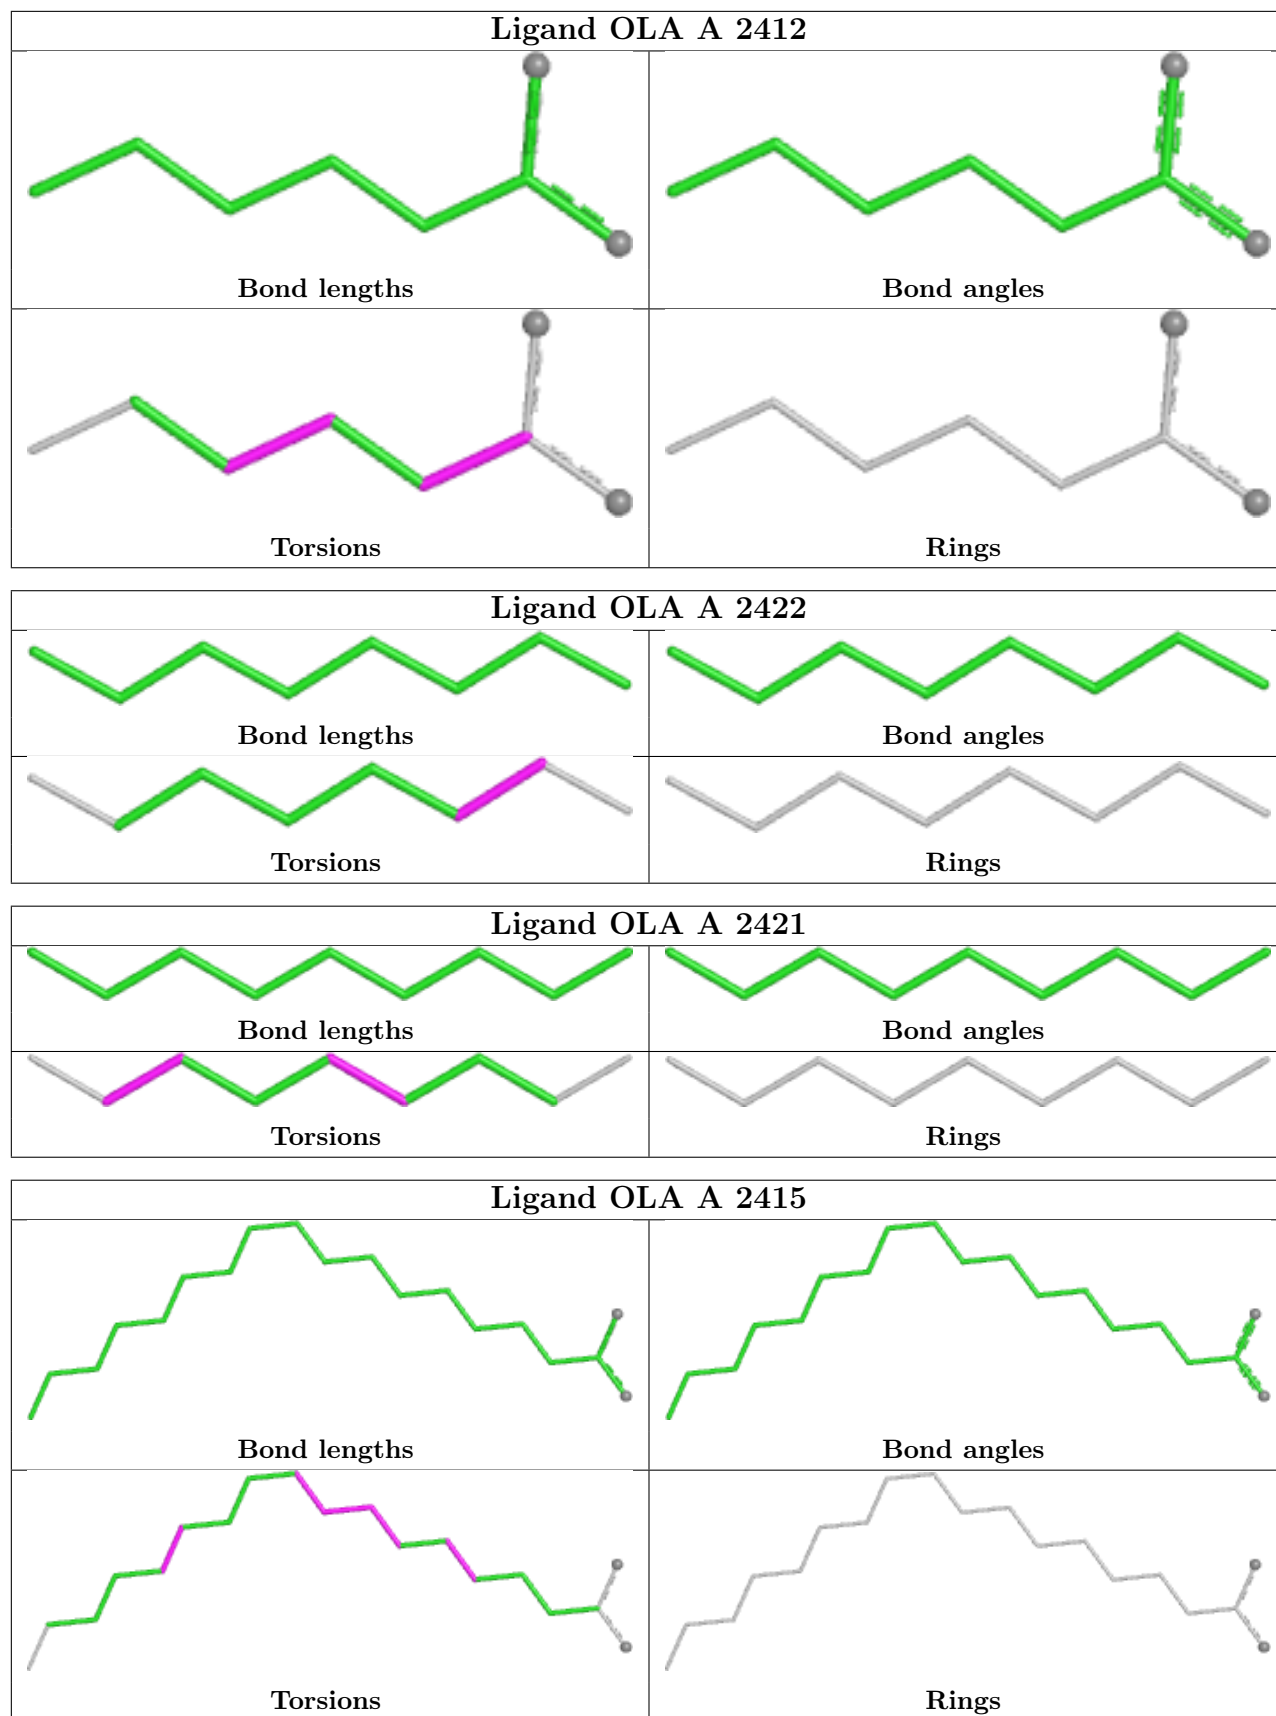 Ligand OLA A 2412
Bond lengths
Bond angles
Torsions
Rings
Ligand OLA A 2422
Bond lengths
Bond angles
Torsions
Rings
Ligand OLA A 2421
Bond lengths
Bond angles
Torsions
Rings
Ligand OLA A 2415
Bond lengths
Bond angles
Torsions
Rings